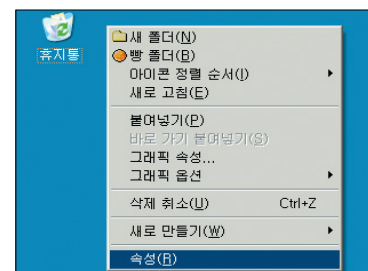 휴지통
새 폴더(N)
빵 폴더(B)
아이콘 정렬 순서(I)
새로 고침(E)
붙여넣기(P)
바로 가기 붙여넣기(S)
그래픽 속성...
그래픽 옵션
삭제 취소(U) Ctrl+Z
새로 만들기(W)
속성(R)